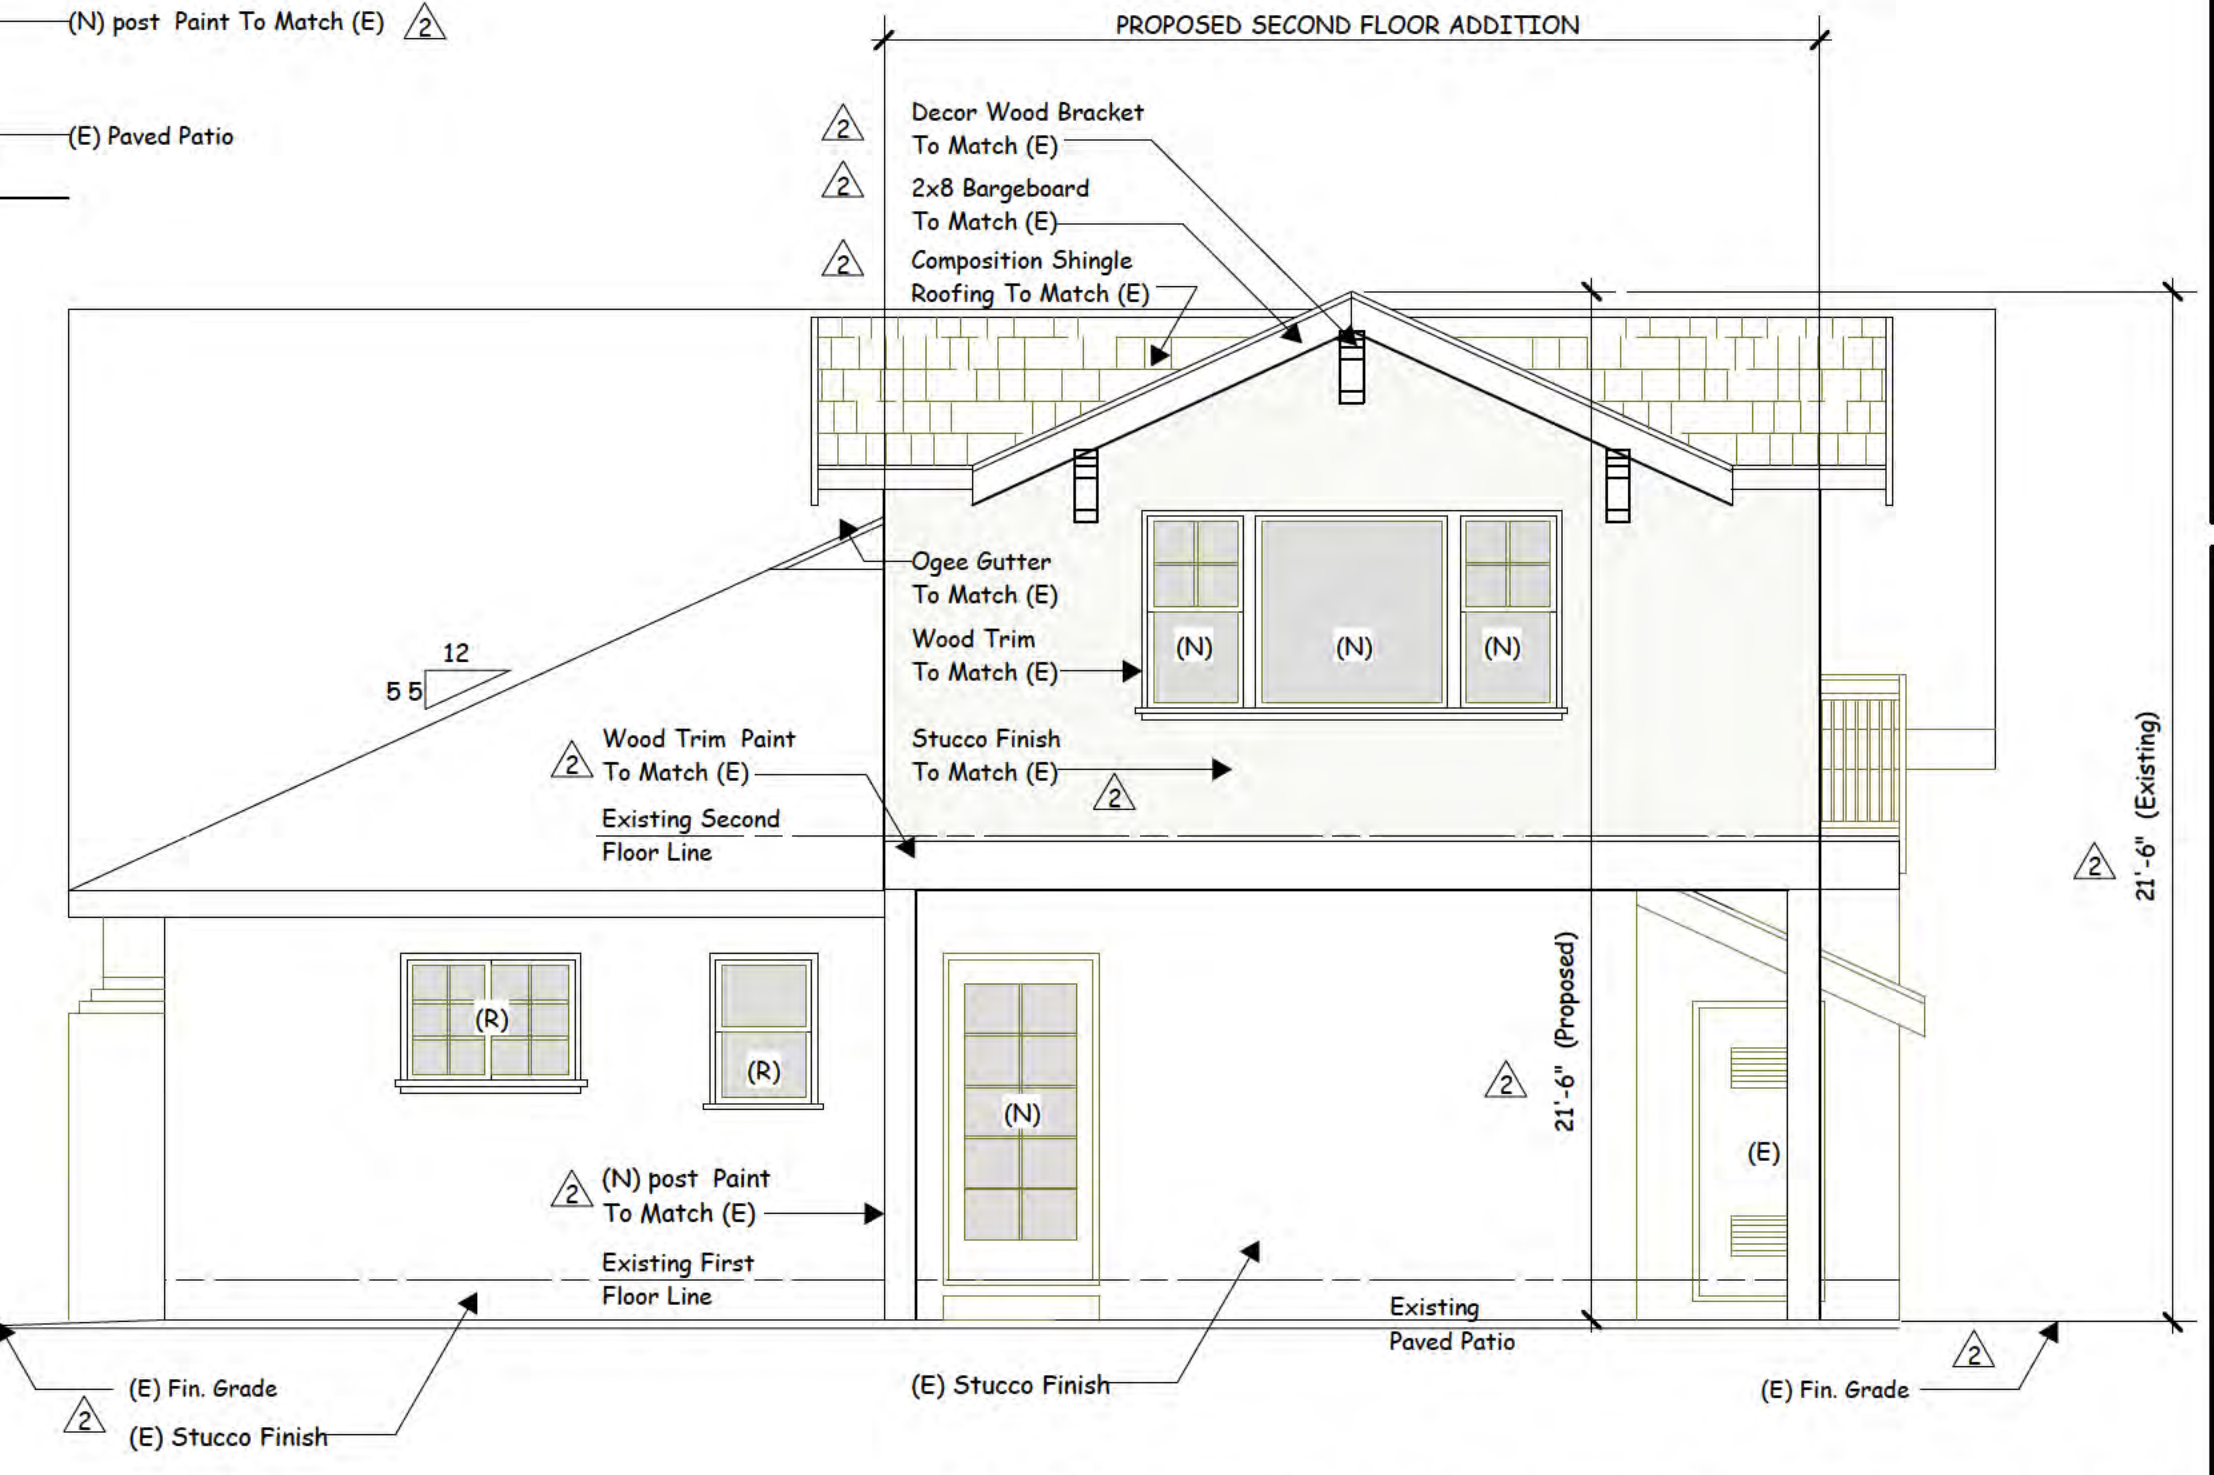 (N) post Paint To Match (E) 2
(E) Paved Patio
PROPOSED SECOND FLOOR ADDITION
2
Decor Wood Bracket
To Match (E)
2
2x8 Bargeboard
To Match (E)
2
Composition Shingle
Roofing To Match (E)
Ogee Gutter
To Match (E)
Wood Trim
To Match (E)
12
5 5
(N)
(N)
(N)
2
Wood Trim Paint
To Match (E)
Stucco Finish
To Match (E)
2
Existing Second
Floor Line
21'-6" (Existing)
2
21'-6" (Proposed)
2
(R)
(R)
(N)
(E)
2
(N) post Paint
To Match (E)
Existing First
Floor Line
Existing
Paved Patio
(E) Fin. Grade
2
(E) Stucco Finish
(E) Stucco Finish
2
(E) Fin. Grade